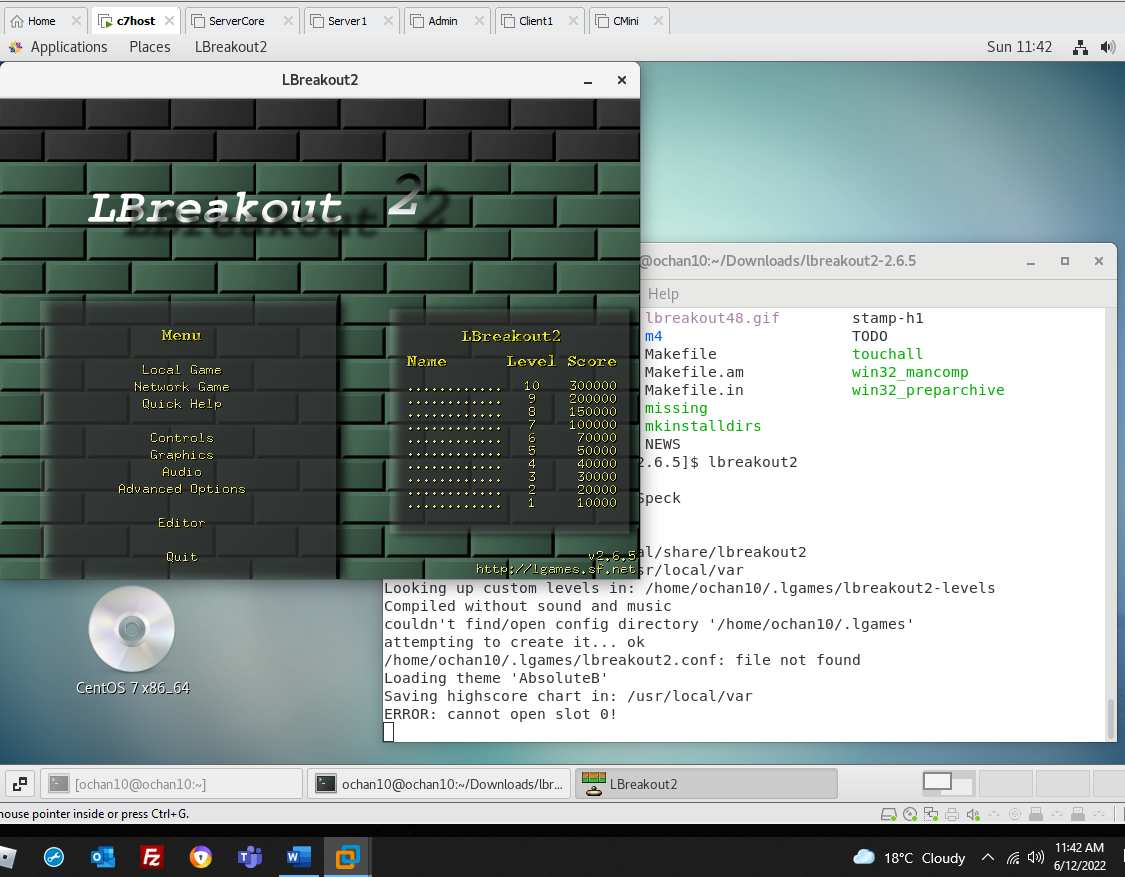 Home
c7host
ServerCore
Server1
Admin
Client1
CMini
Applications Places LBreakout2 Sun 11:42
LBreakout2
LBreakout 2
Menu
Local Game
Network Game
Quick Help
Controls
Graphics
Audio
Advanced Options
Editor
Quit
LBreakout2
Name Level Score
............ 10 300000
............ 9 200000
............ 8 150000
............ 7 100000
............ 6 70000
............ 5 50000
............ 4 40000
............ 3 30000
............ 2 20000
............ 1 10000
v2.6.5
http://lgames.sf.net
@ochan10:~/Downloads/lbreakout2-2.6.5
Help
lbreakout48.gif stamp-h1
m4 TODO
Makefile touchall
Makefile.am win32_mancomp
Makefile.in win32_preparchive
missing
mkinstalldirs
NEWS
2.6.5]$ lbreakout2
Speck
al/share/lbreakout2
sr/local/var
Looking up custom levels in: /home/ochan10/.lgames/lbreakout2-levels
Compiled without sound and music
couldn't find/open config directory '/home/ochan10/.lgames'
attempting to create it... ok
/home/ochan10/.lgames/lbreakout2.conf: file not found
Loading theme 'AbsoluteB'
Saving highscore chart in: /usr/local/var
ERROR: cannot open slot 0!
CentOS 7 x86_64
[ochan10@ochan10:~]
ochan10@ochan10:~/Downloads/lbr...
LBreakout2
mouse pointer inside or press Ctrl+G.
18°C Cloudy
11:42 AM
6/12/2022